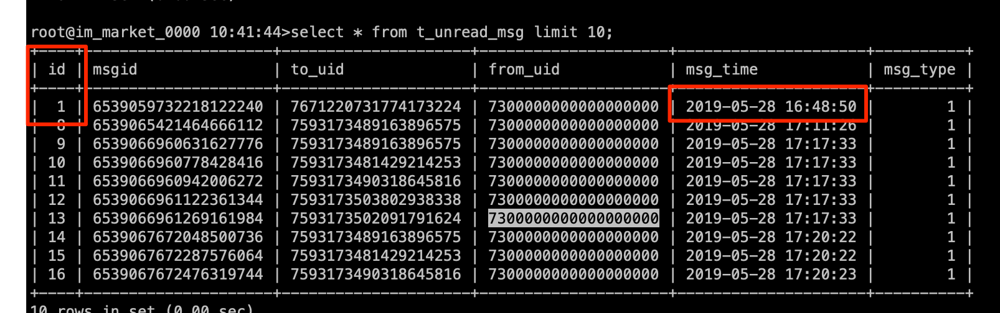 root@im_market_0000 10:41:44>select * from t_unread_msg limit 10;
+----+---------------------+---------------------+---------------------+---------------------+----------+
| id | msgid | to_uid | from_uid | msg_time | msg_type |
+----+---------------------+---------------------+---------------------+---------------------+----------+
| 1 | 6539059732218122240 | 7671220731774173224 | 7300000000000000000 | 2019-05-28 16:48:50 | 1 |
| 8 | 6539065421464666112 | 7593173489163896575 | 7300000000000000000 | 2019-05-28 17:11:26 | 1 |
| 9 | 6539066960631627776 | 7593173489163896575 | 7300000000000000000 | 2019-05-28 17:17:33 | 1 |
| 10 | 6539066960778428416 | 7593173481429214253 | 7300000000000000000 | 2019-05-28 17:17:33 | 1 |
| 11 | 6539066960942006272 | 7593173490318645816 | 7300000000000000000 | 2019-05-28 17:17:33 | 1 |
| 12 | 6539066961122361344 | 7593173503802938338 | 7300000000000000000 | 2019-05-28 17:17:33 | 1 |
| 13 | 6539066961269161984 | 7593173502091791624 | 7300000000000000000 | 2019-05-28 17:17:33 | 1 |
| 14 | 6539067672048500736 | 7593173489163896575 | 7300000000000000000 | 2019-05-28 17:20:22 | 1 |
| 15 | 6539067672287576064 | 7593173481429214253 | 7300000000000000000 | 2019-05-28 17:20:22 | 1 |
| 16 | 6539067672476319744 | 7593173490318645816 | 7300000000000000000 | 2019-05-28 17:20:23 | 1 |
+----+---------------------+---------------------+---------------------+---------------------+----------+
10 rows in set (0.00 sec)